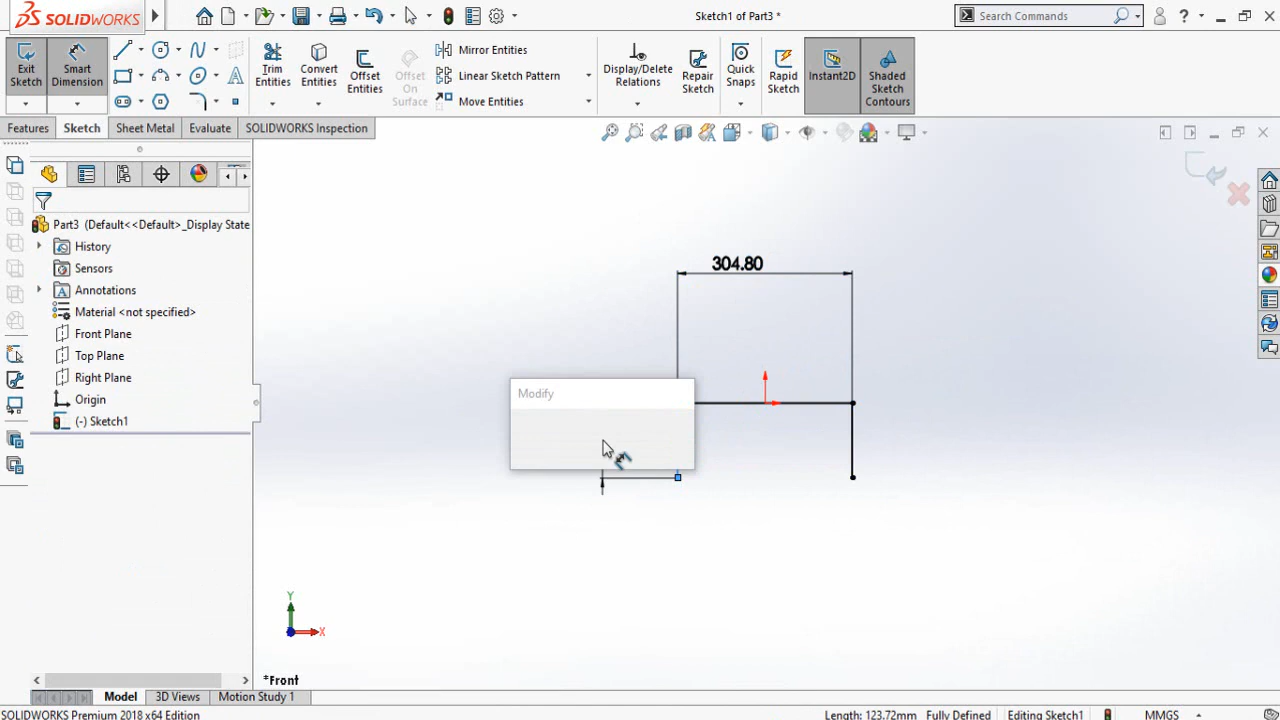 SOLIDWORKS
Sketch1 of Part3 *
Search Commands
?
Exit Sketch
Smart Dimension
Trim Entities
Convert Entities
Offset Entities
Offset On Surface
Mirror Entities
Linear Sketch Pattern
Move Entities
Display/Delete Relations
Repair Sketch
Quick Snaps
Rapid Sketch
Instant2D
Shaded Sketch Contours
Features
Sketch
Sheet Metal
Evaluate
SOLIDWORKS Inspection
Part3 (Default<<Default>_Display State
History
Sensors
Annotations
Material <not specified>
Front Plane
Top Plane
Right Plane
Origin
(-) Sketch1
304.80
Modify
Y
X
*Front
Model
3D Views
Motion Study 1
SOLIDWORKS Premium 2018 x64 Edition
Length: 123.72mm
Fully Defined
Editing Sketch1
MMGS